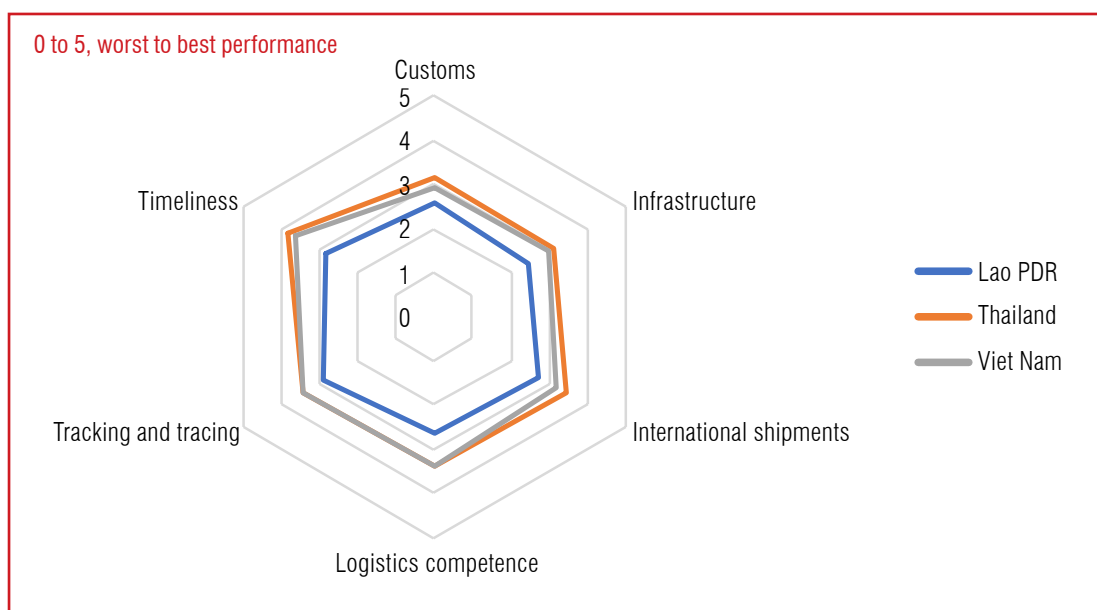 0 to 5, worst to best performance
Customs
5
4
3
2
1
0
Timeliness
Infrastructure
Lao PDR
Thailand
Viet Nam
Tracking and tracing
International shipments
Logistics competence